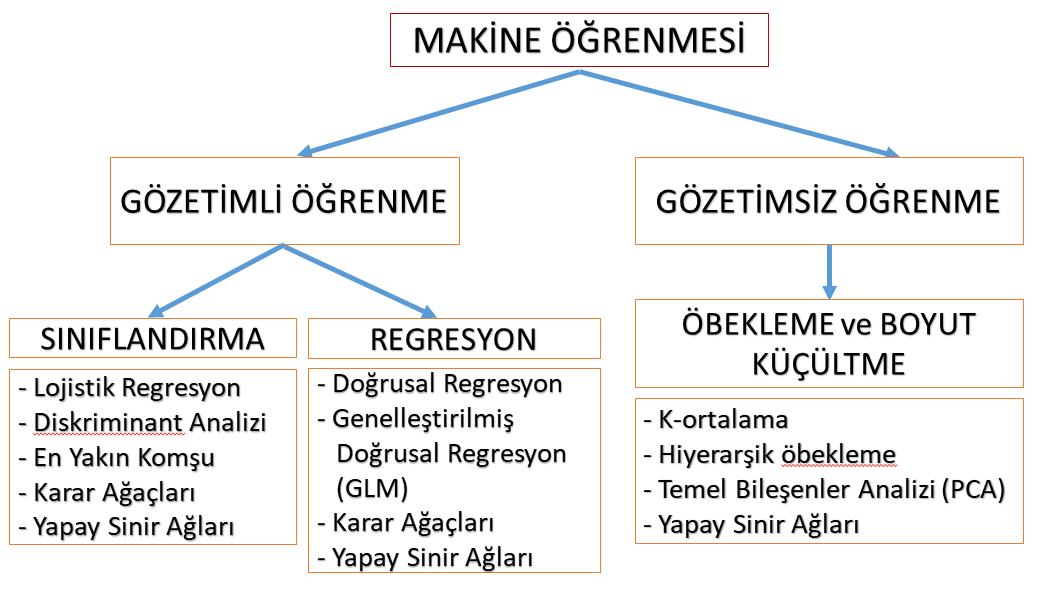 MAKİNE ÖĞRENMESİ
GÖZETİMLİ ÖĞRENME
GÖZETİMSİZ ÖĞRENME
SINIFLANDIRMA
- Lojistik Regresyon
- Diskriminant Analizi
- En Yakın Komşu
- Karar Ağaçları
- Yapay Sinir Ağları
REGRESYON
- Doğrusal Regresyon
- Genelleştirilmiş
Doğrusal Regresyon
(GLM)
- Karar Ağaçları
- Yapay Sinir Ağları
ÖBEKLEME ve BOYUT
KÜÇÜLTME
- K-ortalama
- Hiyerarşik öbekleme
- Temel Bileşenler Analizi (PCA)
- Yapay Sinir Ağları